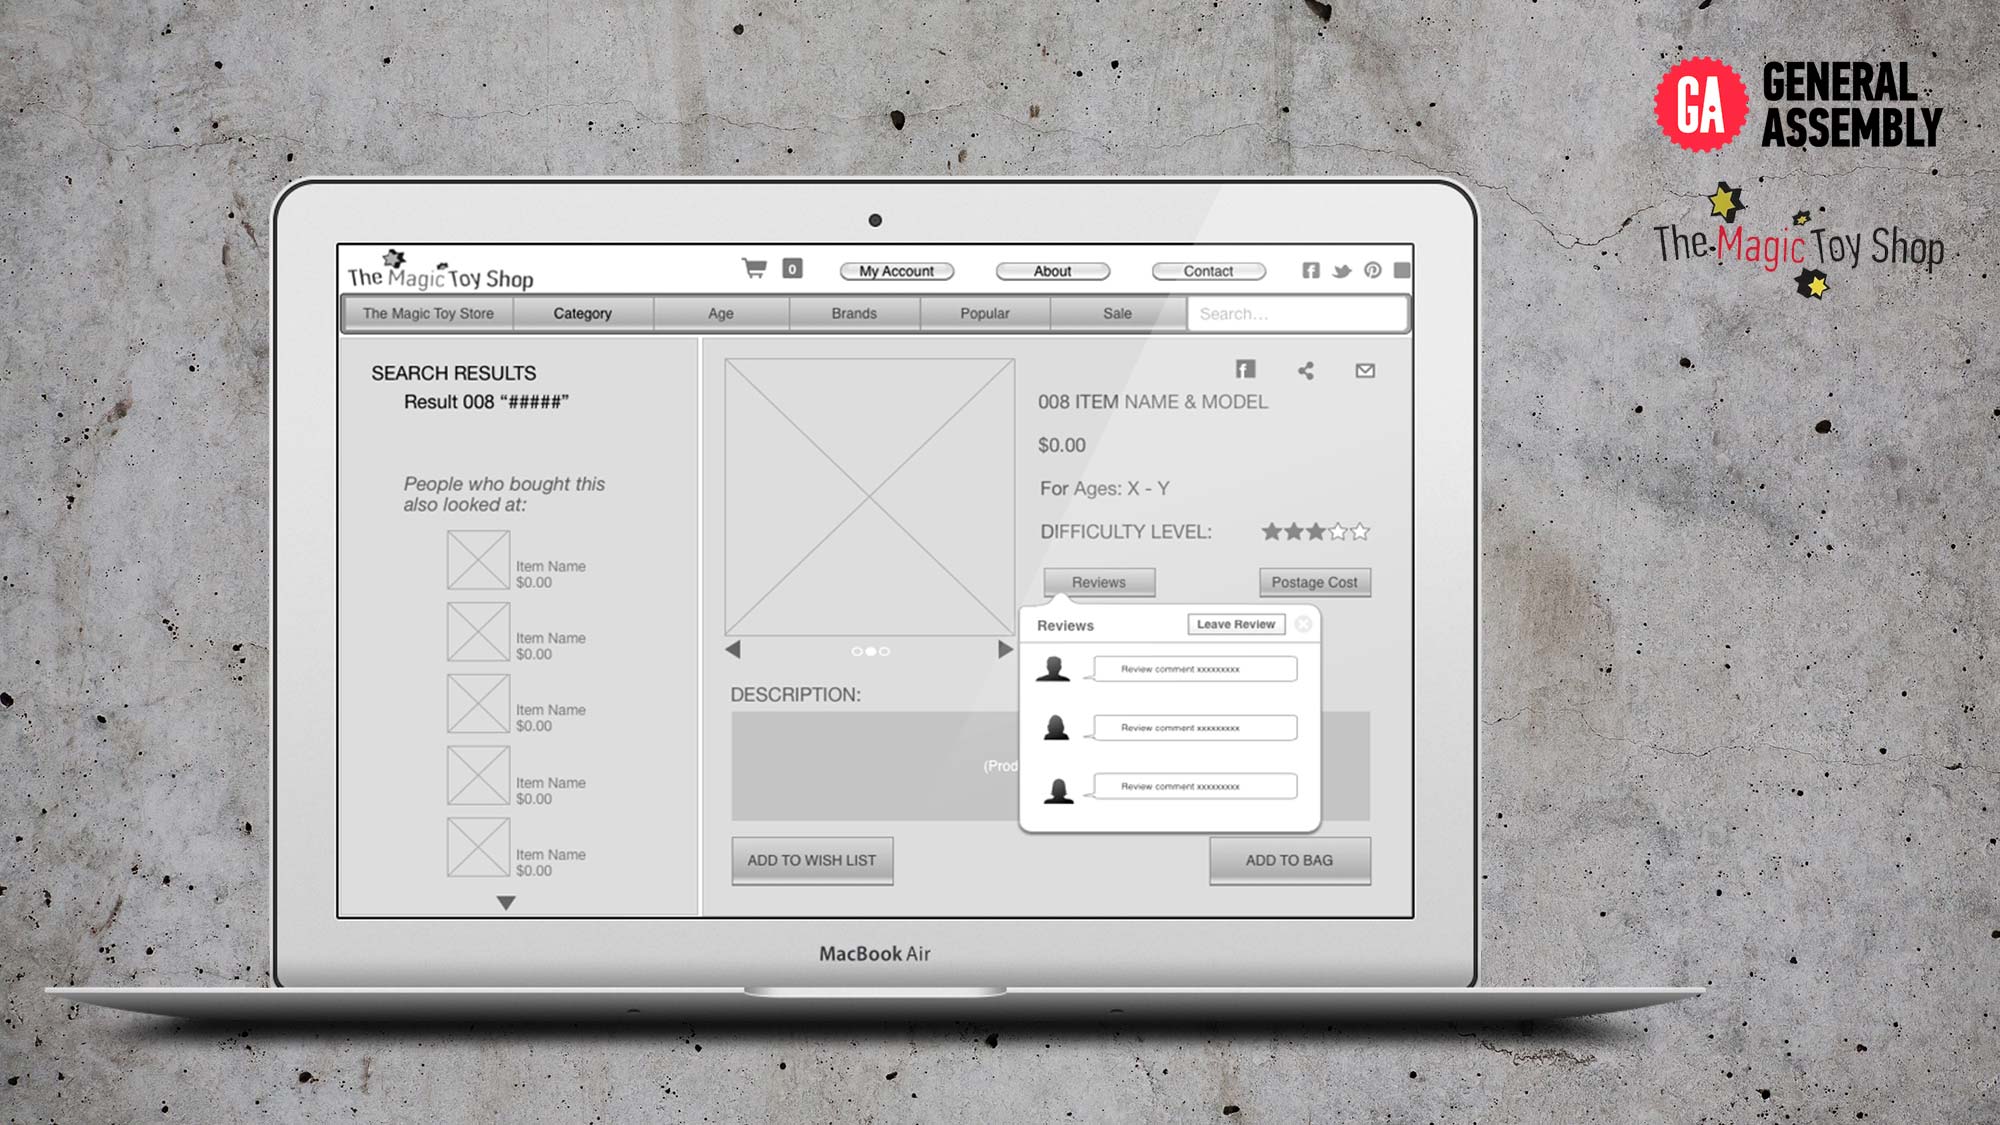 GA GENERAL
ASSEMBLY
The Magic Toy Shop
The Magic Toy Shop
0
My Account
About
Contact
The Magic Toy Store
Category
Age
Brands
Popular
Sale
Search...
SEARCH RESULTS
Result 008 “#####”
People who bought this
also looked at:
Item Name
$0.00
Item Name
$0.00
Item Name
$0.00
Item Name
$0.00
Item Name
$0.00
008 ITEM NAME & MODEL
$0.00
For Ages: X - Y
DIFFICULTY LEVEL:
Reviews
Postage Cost
Reviews
Leave Review
Review comment xxxxxxxxx
Review comment xxxxxxxxx
Review comment xxxxxxxxx
DESCRIPTION:
(Prod
ADD TO WISH LIST
ADD TO BAG
MacBook Air